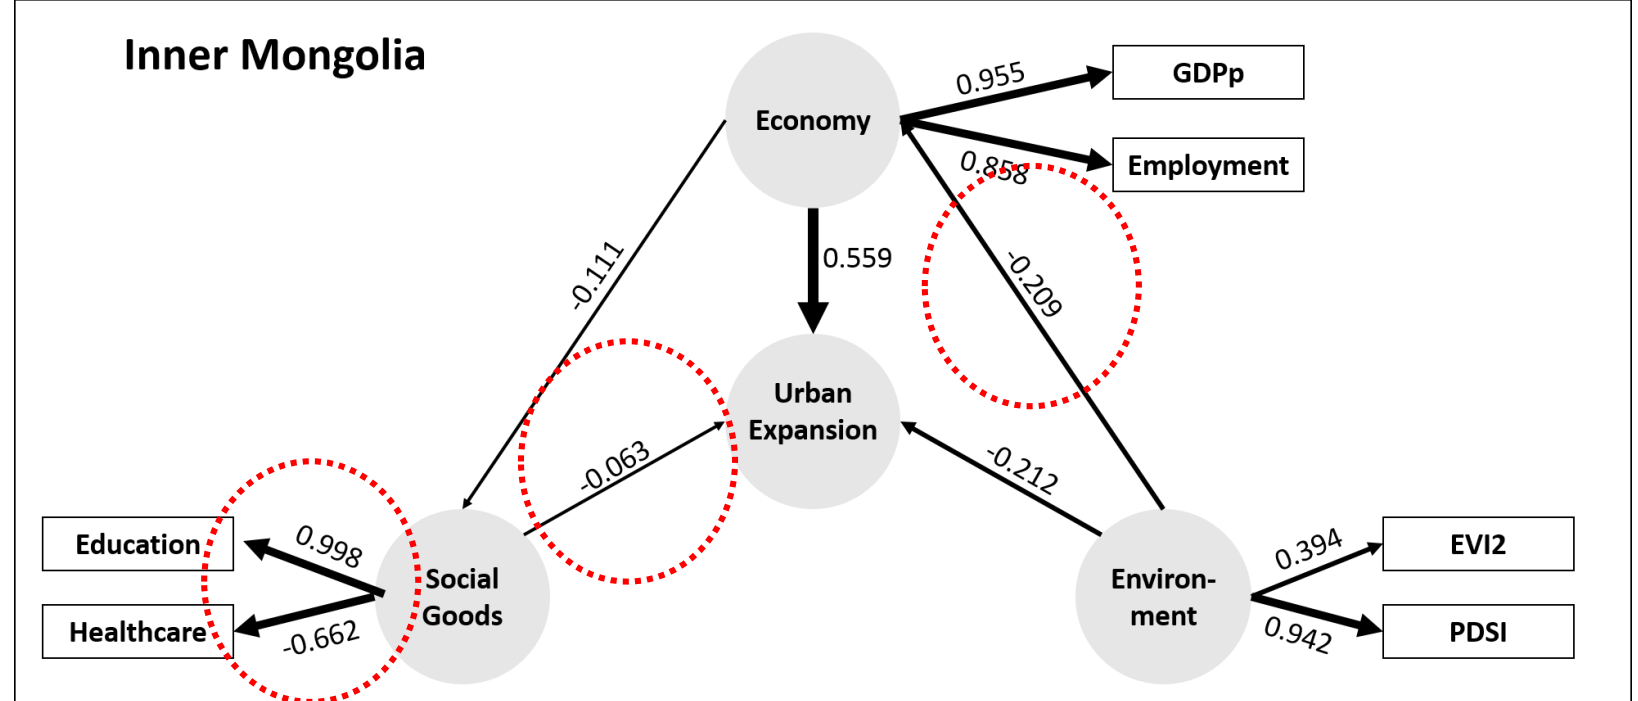 Inner Mongolia
Economy
0.955
GDPp
0.858
Employment
-0.111
0.559
-0.209
Urban
Expansion
-0.063
-0.212
Education
0.998
Healthcare
-0.662
Social
Goods
Environ-
ment
0.394
EVI2
0.942
PDSI